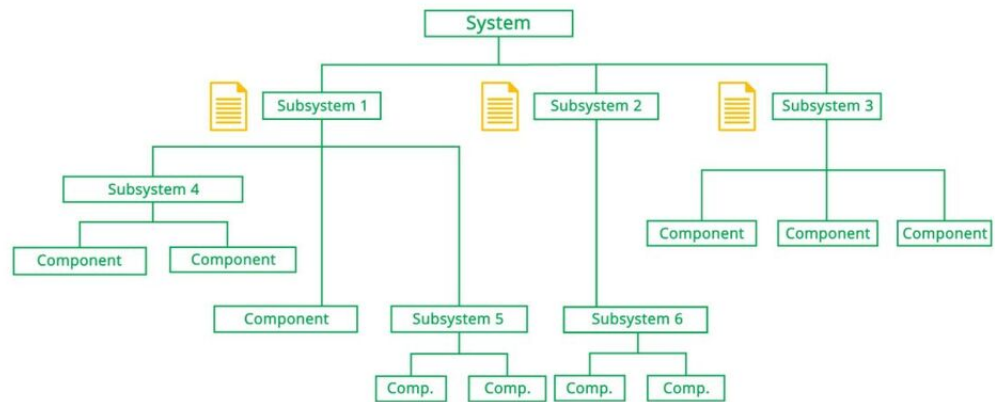 System
Subsystem 1
Subsystem 2
Subsystem 3
Subsystem 4
Component
Component
Component
Component
Component
Component
Subsystem 5
Subsystem 6
Comp.
Comp.
Comp.
Comp.